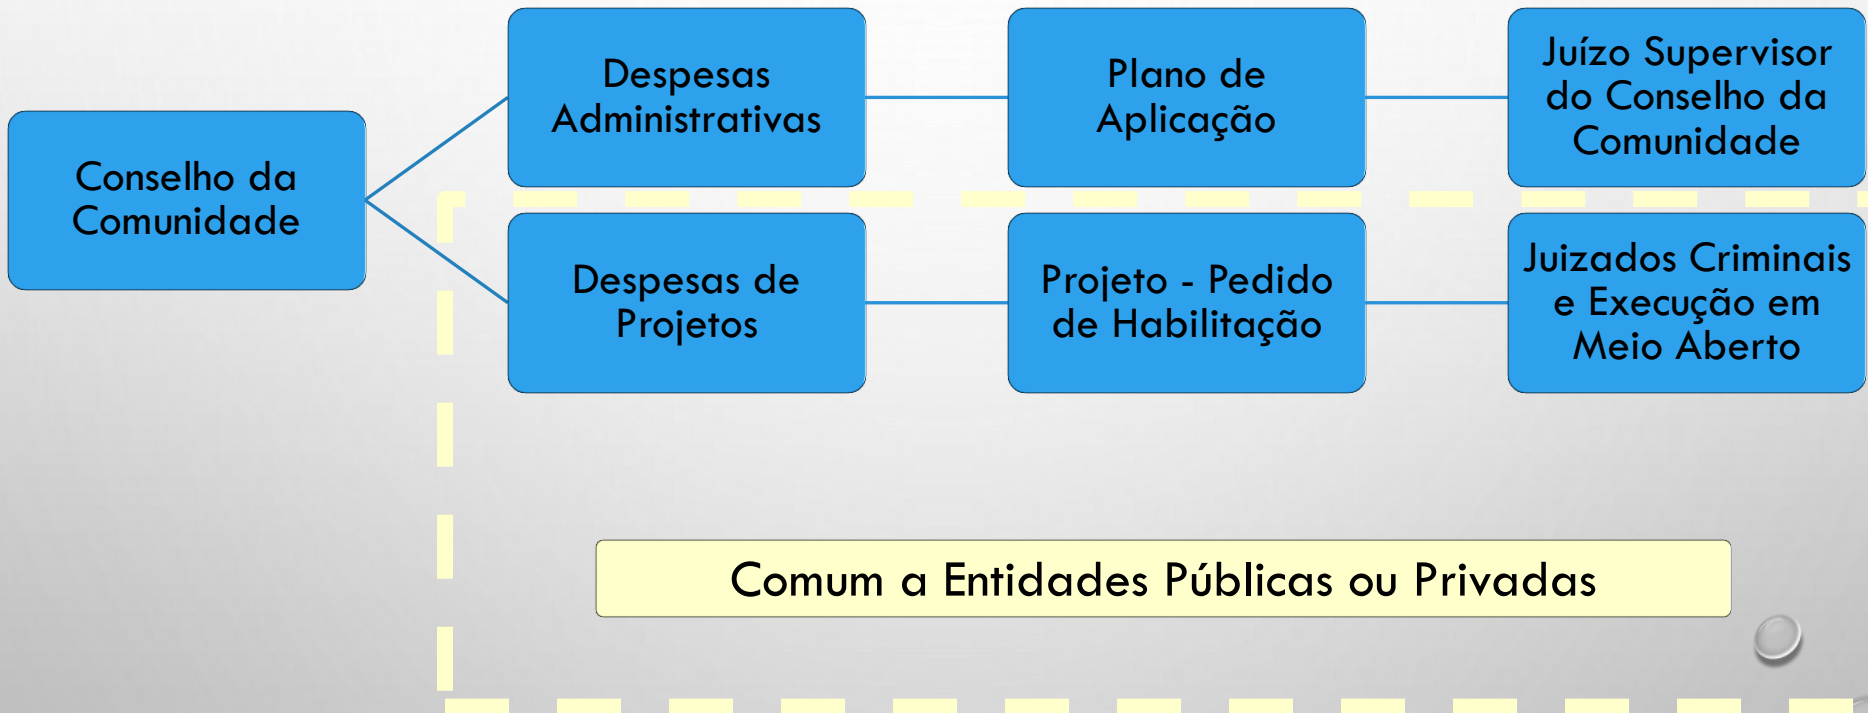 Conselho da
Comunidade
Despesas
Administrativas
Plano de
Aplicação
Juízo Supervisor
do Conselho da
Comunidade
Despesas de
Projetos
Projeto - Pedido
de Habilitação
Juizados Criminais
e Execução em
Meio Aberto
Comum a Entidades Públicas ou Privadas